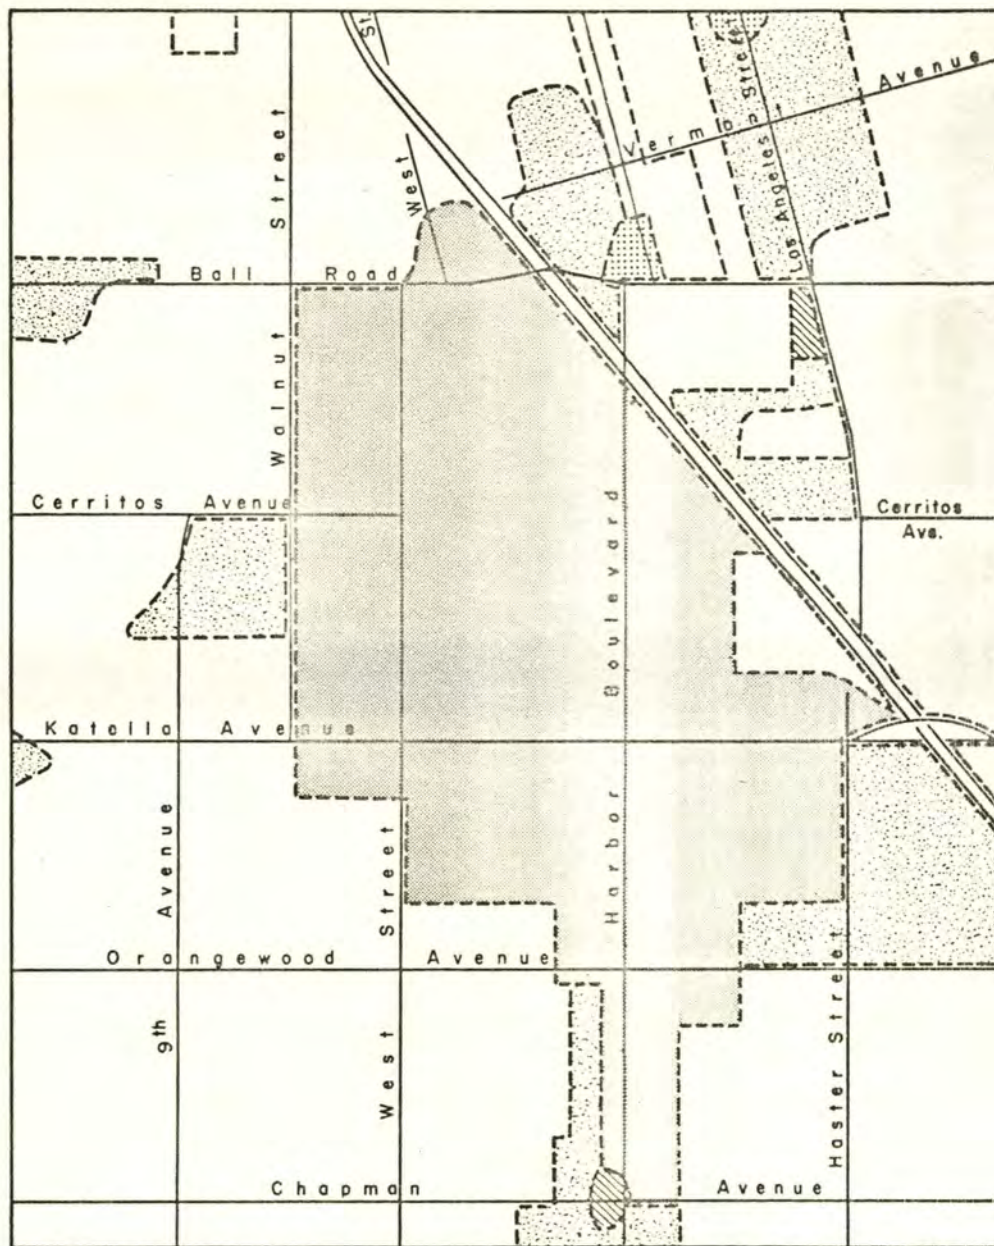 St.
Vermont Street
Avenue
Los Angeles
West
Street
Ball Road
Walnut
Cerritos Avenue
Cerritos
Ave.
Boulevard
Harbor
Katella Avenue
Avenue
9th
Street
West
Orangewood Avenue
Haster Street
Chapman Avenue